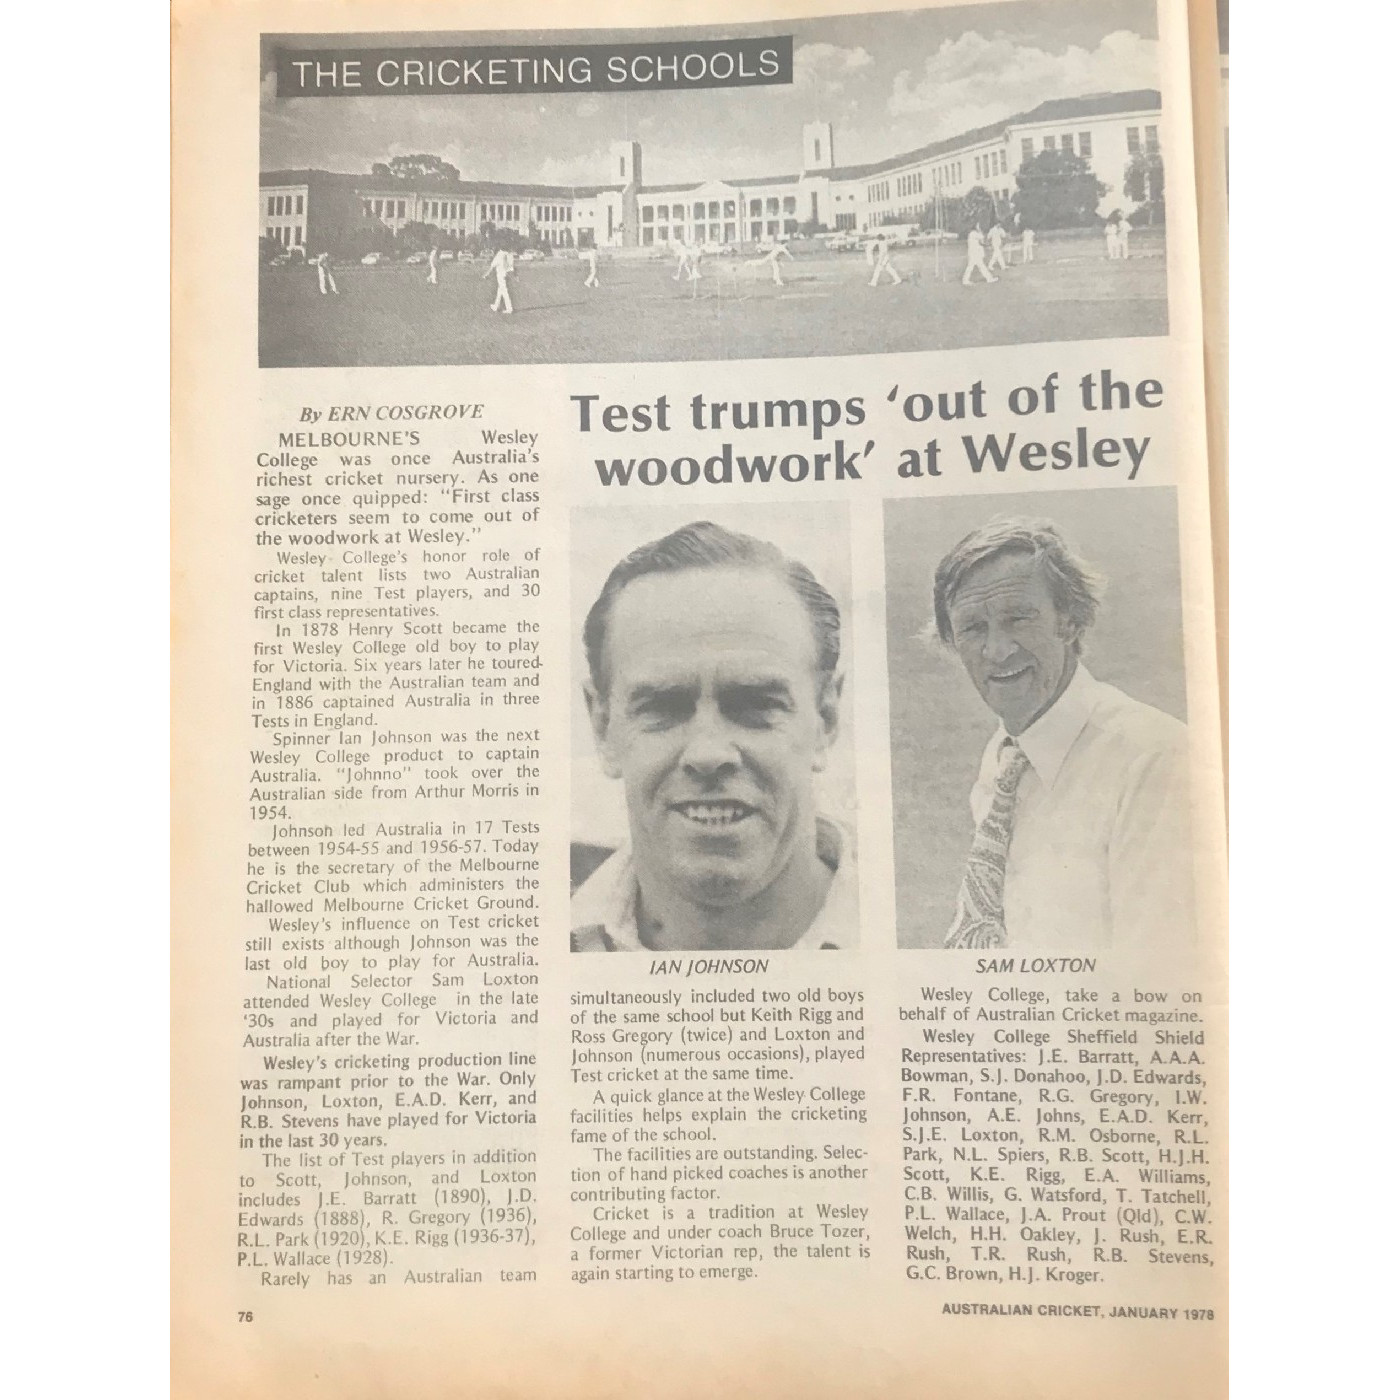 THE CRICKETING SCHOOLS
Test trumps ‘out of the
woodwork’ at Wesley
By ERN COSGROVE
MELBOURNE'S Wesley
College was once Australia's
richest cricket nursery. As one
sage once quipped: "First class
cricketers seem to come out of
the woodwork at Wesley."
Wesley College's honor role of
cricket talent lists two Australian
captains, nine Test players, and 30
first class representatives.
In 1878 Henry Scott became the
first Wesley College old boy to play
for Victoria. Six years later he toured
England with the Australian team and
in 1886 captained Australia in three
Tests in England.
Spinner Ian Johnson was the next
Wesley College product to captain
Australia. "Johnno" took over the
Australian side from Arthur Morris in
1954.
Johnson led Australia in 17 Tests
between 1954-55 and 1956-57. Today
he is the secretary of the Melbourne
Cricket Club which administers the
hallowed Melbourne Cricket Ground.
Wesley's influence on Test cricket
still exists although Johnson was the
last old boy to play for Australia.
National Selector Sam Loxton
attended Wesley College in the late
'30s and played for Victoria and
Australia after the War.
Wesley's cricketing production line
was rampant prior to the War. Only
Johnson, Loxton, E.A.D. Kerr, and
R.B. Stevens have played for Victoria
in the last 30 years.
The list of Test players in addition
to Scott, Johnson, and Loxton
includes J.E. Barratt (1890), J.D.
Edwards (1888), R. Gregory (1936),
R.L. Park (1920), K.E. Rigg (1936-37),
P.L. Wallace (1928).
Rarely has an Australian team
IAN JOHNSON
simultaneously included two old boys
of the same school but Keith Rigg and
Ross Gregory (twice) and Loxton and
Johnson (numerous occasions), played
Test cricket at the same time.
A quick glance at the Wesley College
facilities helps explain the cricketing
fame of the school.
The facilities are outstanding. Selec-
tion of hand picked coaches is another
contributing factor.
Cricket is a tradition at Wesley
College and under coach Bruce Tozer,
a former Victorian rep, the talent is
again starting to emerge.
SAM LOXTON
Wesley College, take a bow on
behalf of Australian Cricket magazine.
Wesley College Sheffield Shield
Representatives: J.E. Barratt, A.A.A.
Bowman, S.J. Donahoo, J.D. Edwards,
F.R. Fontane, R.G. Gregory, I.W.
Johnson, A.E. Johns, E.A.D. Kerr,
S.J.E. Loxton, R.M. Osborne, R.L.
Park, N.L. Spiers, R.B. Scott, H.J.H.
Scott, K.E. Rigg, E.A. Williams,
C.B. Willis, G. Watsford, T. Tatchell,
P.L. Wallace, J.A. Prout (Qld), C.W.
Welch, H.H. Oakley, J. Rush, E.R.
Rush, T.R. Rush, R.B. Stevens,
G.C. Brown, H.J. Kroger.
76
AUSTRALIAN CRICKET, JANUARY 1978